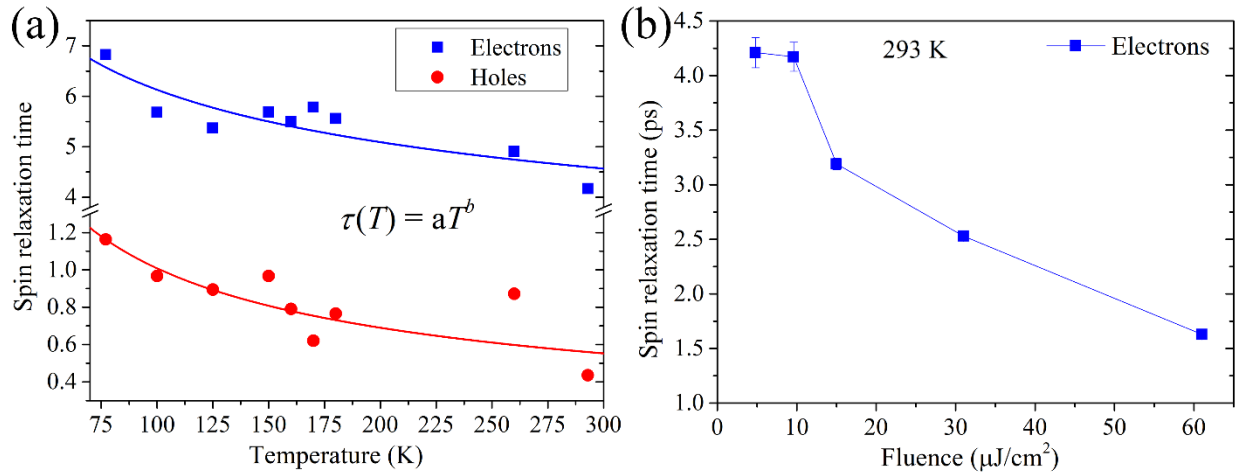 (a)
Spin relaxation time
7
6
5
4
1.2
1.0
0.8
0.6
0.4
Electrons
Holes
τ(T) = aT^b
75 100 125 150 175 200 225 250 275 300
Temperature (K)
(b)
Spin relaxation time (ps)
4.5
4.0
3.5
3.0
2.5
2.0
1.5
1.0
293 K
Electrons
0 10 20 30 40 50 60
Fluence (μJ/cm²)